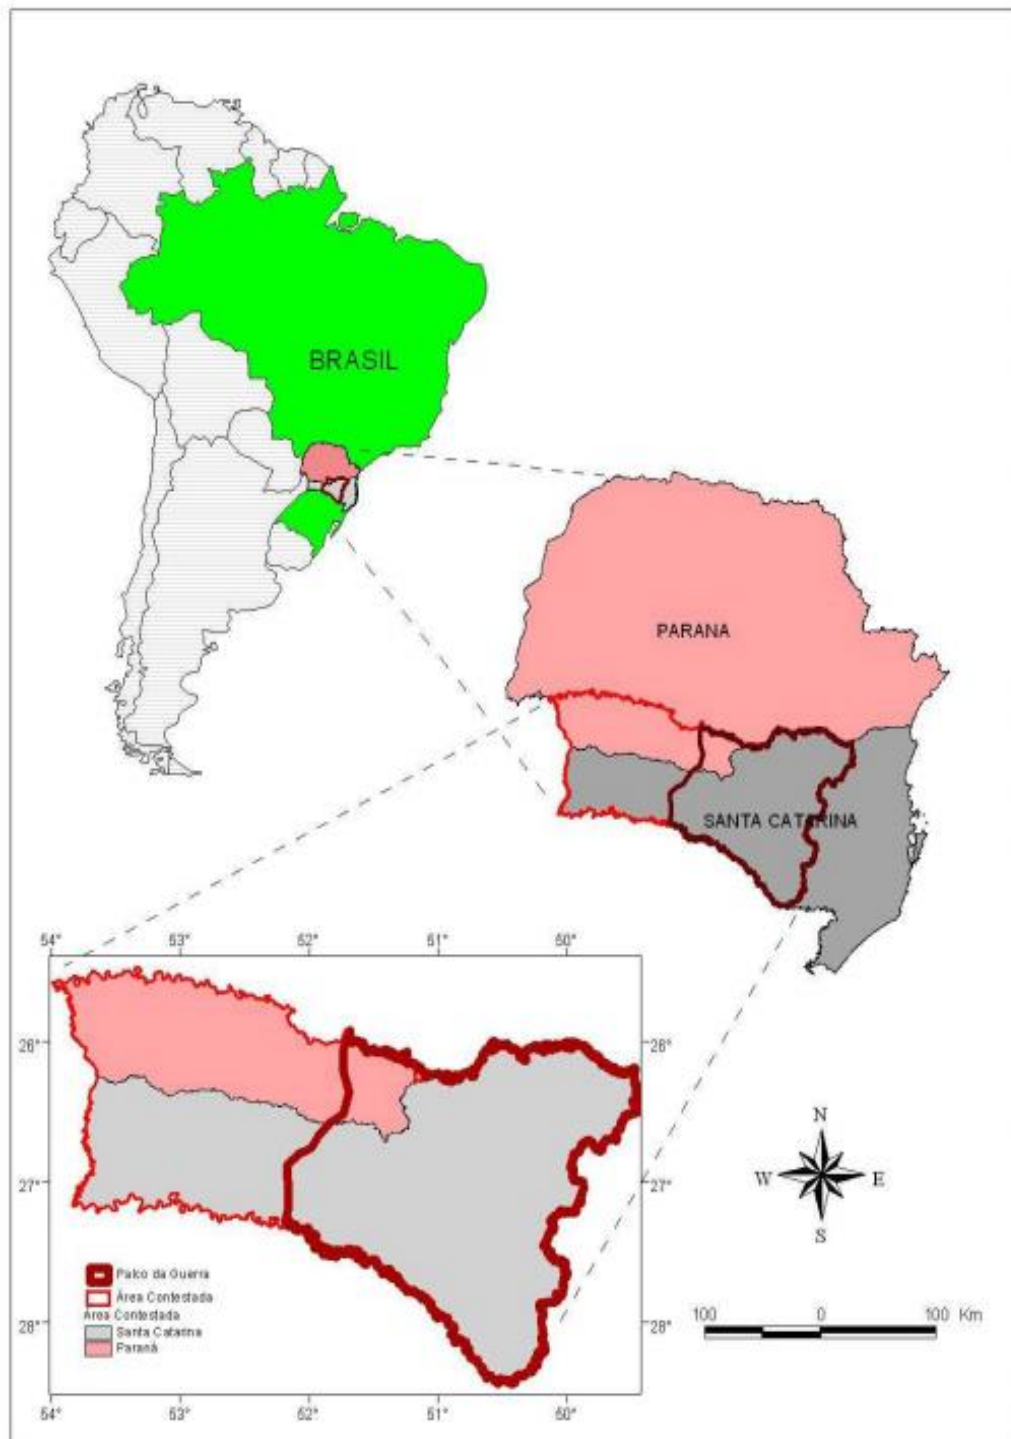 BRASIL
PARANA
SANTA CATARINA
54° 53° 52° 51° 50°
26° 26°
27° 27°
28° 28°
54° 53° 52° 51° 50°
Palco da Guerra
Área Contestada
Área Contestada
Santa Catarina
Paraná
N
W E
S
100 0 100 Km